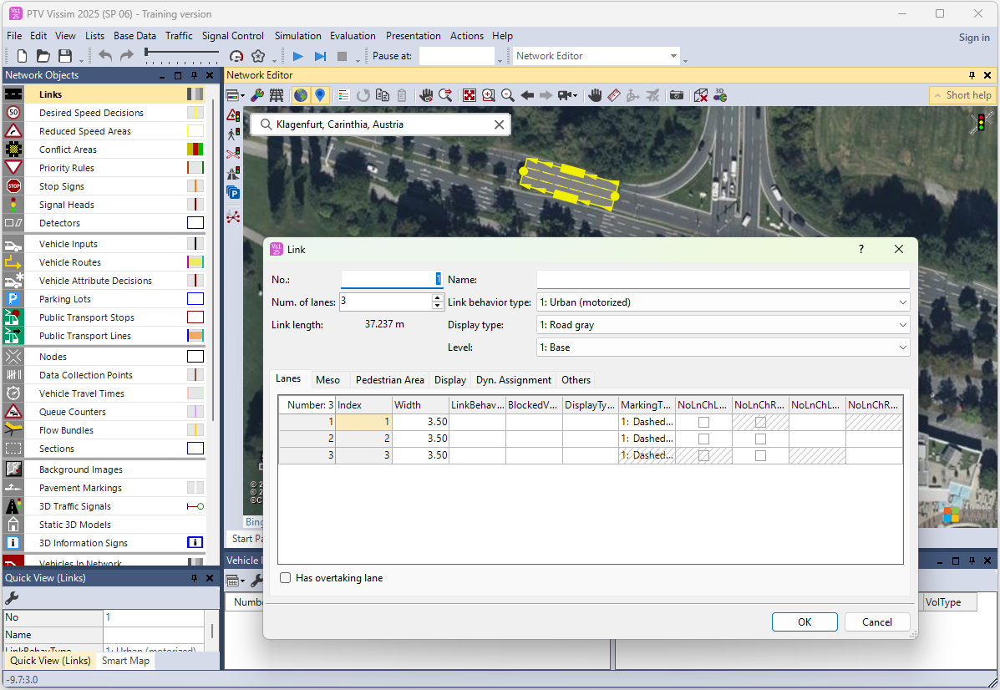 PTV Vissim 2025 (SP 06) - Training version
File Edit View Lists Base Data Traffic Signal Control Simulation Evaluation Presentation Actions Help
Sign in
Pause at:
Network Editor
Network Objects
Links
50 Desired Speed Decisions
Reduced Speed Areas
Conflict Areas
Priority Rules
STOP Stop Signs
Signal Heads
Detectors
Vehicle Inputs
Vehicle Routes
Vehicle Attribute Decisions
P Parking Lots
Public Transport Stops
Public Transport Lines
Nodes
Data Collection Points
Vehicle Travel Times
Queue Counters
Flow Bundles
Sections
Background Images
Pavement Markings
3D Traffic Signals
Static 3D Models
3D Information Signs
Vehicles In Network
Quick View (Links)
No 1
Name
LinkBehavType 1: Urban (motorized)
Quick View (Links) Smart Map
-9.7:3.0
Network Editor
3D
Short help
Klagenfurt, Carinthia, Austria
P
Bing
Start Pa
Vehicle
Numb
VolType
Vs1
25
Link
?
No.: 1 Name:
Num. of lanes: 3 Link behavior type: 1: Urban (motorized)
Link length: 37.237 m Display type: 1: Road gray
Level: 1: Base
Lanes Meso Pedestrian Area Display Dyn. Assignment Others
Number: 3 Index Width LinkBehav... BlockedV... DisplayTy... MarkingT... NoLnChL... NoLnChR... NoLnChL... NoLnChR...
1 1 3.50 1: Dashed...
2 2 3.50 1: Dashed...
3 3 3.50 1: Dashed...
Has overtaking lane
OK Cancel